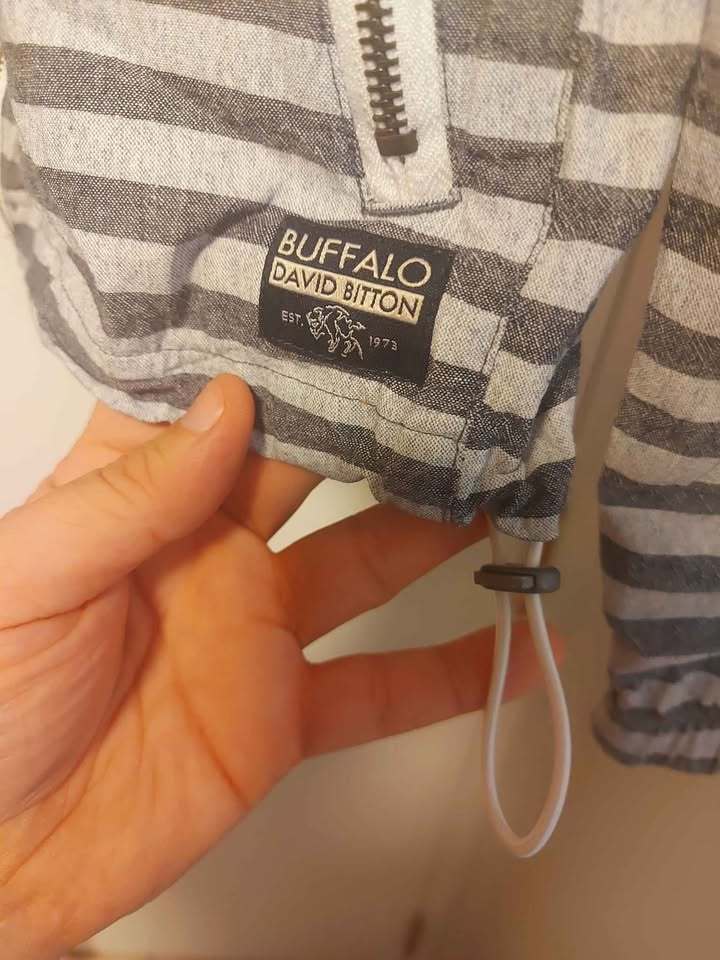 BUFFALO
DAVID BITTON
EST. 1973